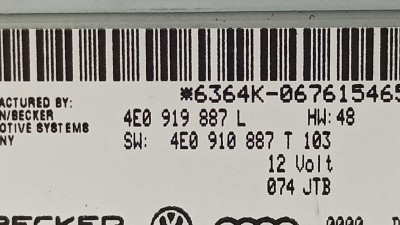 *6364K-067615465
ACTURED BY:
N/BECKER
MOTIVE SYSTEMS
NY
4E0 919 887 L HW: 48
SW: 4E0 910 887 T 103
12 Volt
074 JTB
BECKER